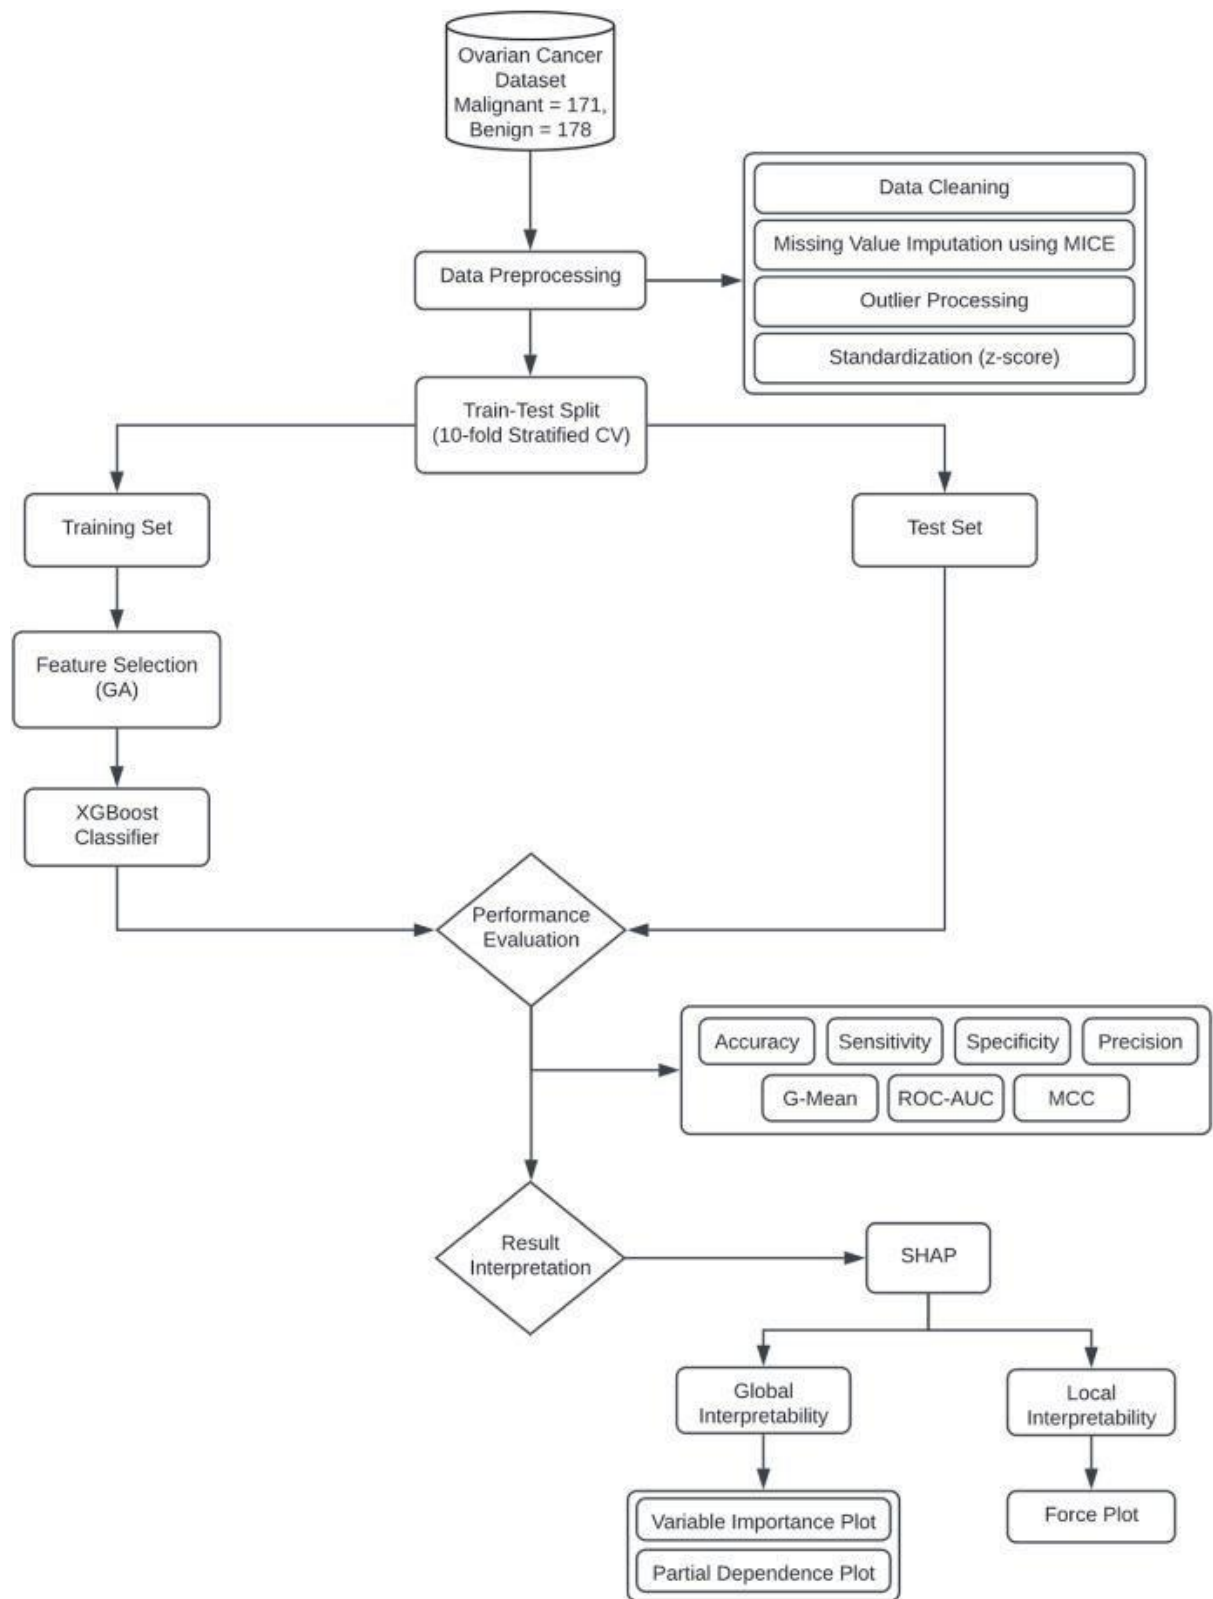 Ovarian Cancer
Dataset
Malignant = 171,
Benign = 178
Data Cleaning
Missing Value Imputation using MICE
Data Preprocessing
Outlier Processing
Standardization (z-score)
Train-Test Split
(10-fold Stratified CV)
Training Set
Test Set
Feature Selection
(GA)
XGBoost
Classifier
Performance
Evaluation
Accuracy
Sensitivity
Specificity
Precision
G-Mean
ROC-AUC
MCC
Result
Interpretation
SHAP
Global
Interpretability
Local
Interpretability
Variable Importance Plot
Partial Dependence Plot
Force Plot